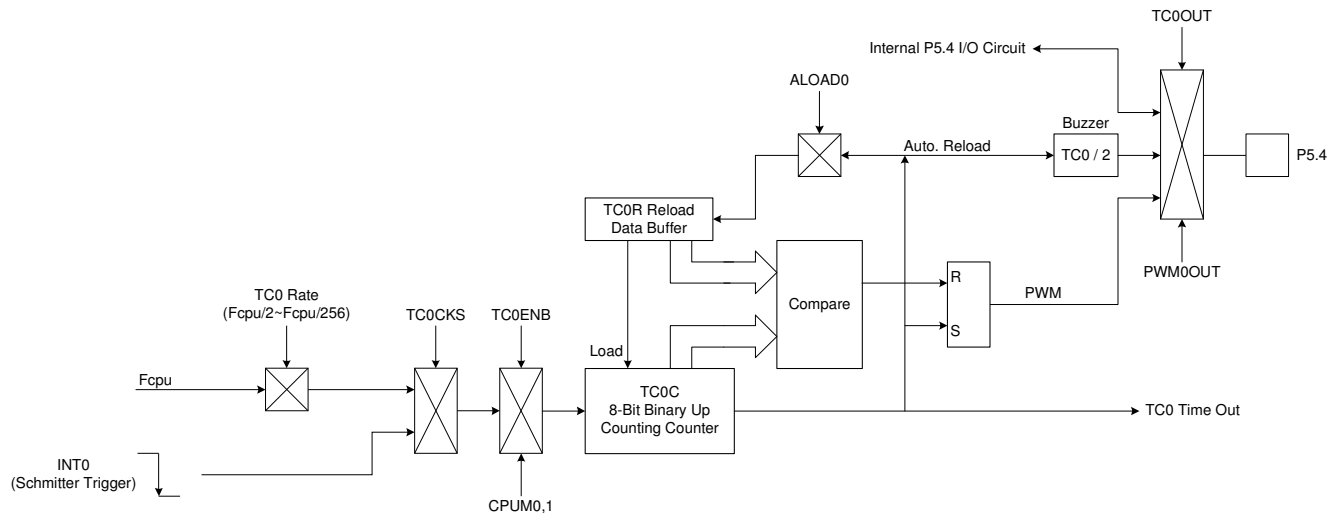 TC0OUT
Internal P5.4 I/O Circuit
ALOAD0
Buzzer
Auto. Reload
TC0 / 2
P5.4
TC0R Reload
Data Buffer
PWM0OUT
TC0 Rate
(Fcpu/2~Fcpu/256)
TC0CKS
TC0ENB
Compare
R
PWM
S
Load
Fcpu
TC0C
8-Bit Binary Up
Counting Counter
TC0 Time Out
INT0
(Schmitter Trigger)
CPUM0,1